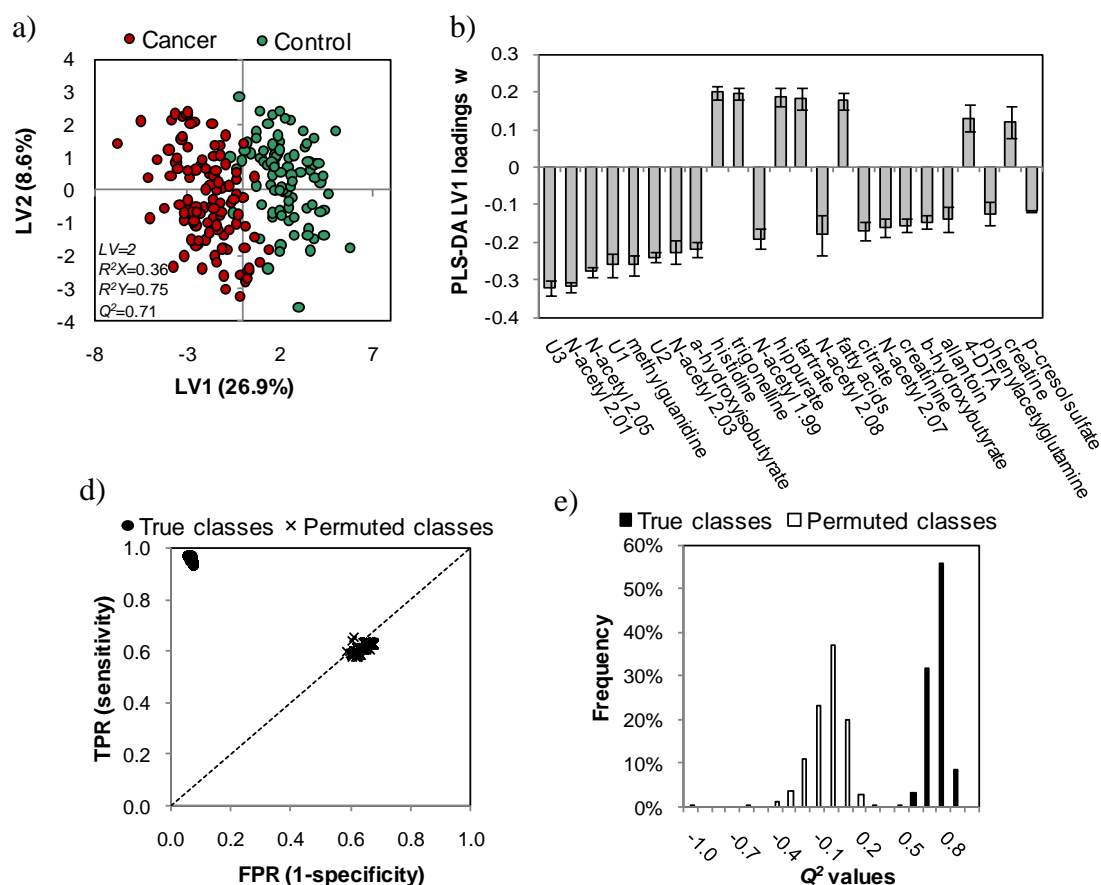 a)
Cancer Control
4
3
2
1
0
-1
-2
-3
-4
-8 -3 2 7
LV2 (8.6%)
LV1 (26.9%)
LV=2
R²X=0.36
R²Y=0.75
Q²=0.71
b)
0.3
0.2
0.1
0
-0.1
-0.2
-0.3
-0.4
PLS-DA LV1 loadings w
U3
N-acetyl 2.01
N-acetyl 2.05
U1
methylguanidine
U2
N-acetyl 2.03
a-hydroxyisobutyrate
histidine
trigonelline
N-acetyl 1.99
hippurate
tartrate
N-acetyl 2.08
fatty acids
citrate
N-acetyl 2.07
creatinine
b-hydroxybutyrate
allantoin
4-DTA
phenylacetylglutamine
creatine
p-cresol sulfate
d)
True classes Permuted classes
1.0
0.8
0.6
0.4
0.2
0.0
0.0 0.2 0.4 0.6 0.8 1.0
TPR (sensitivity)
FPR (1-specificity)
e)
True classes Permuted classes
60%
50%
40%
30%
20%
10%
0%
Frequency
-1.0 -0.7 -0.4 -0.1 0.2 0.5 0.8
Q² values